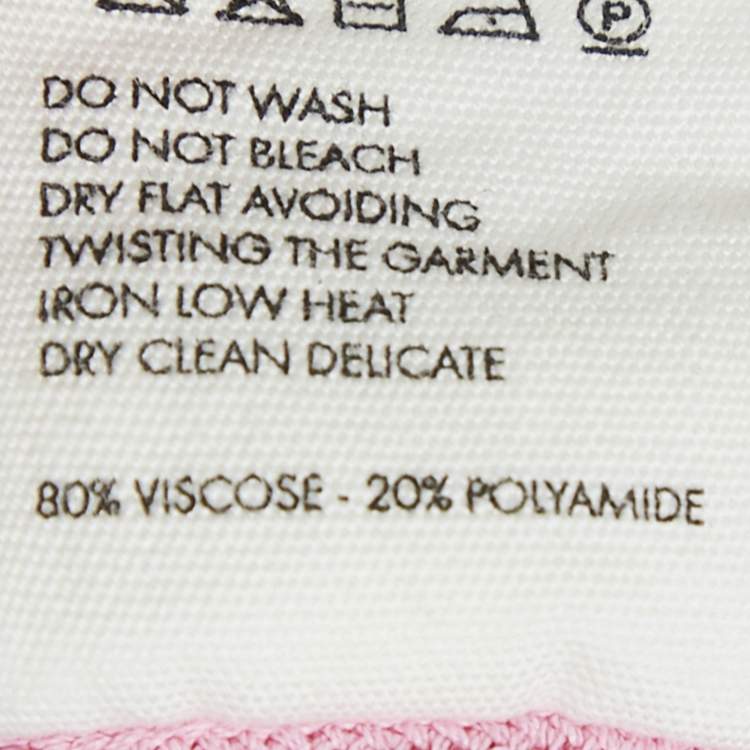 P
DO NOT WASH
DO NOT BLEACH
DRY FLAT AVOIDING
TWISTING THE GARMENT
IRON LOW HEAT
DRY CLEAN DELICATE
80% VISCOSE - 20% POLYAMIDE